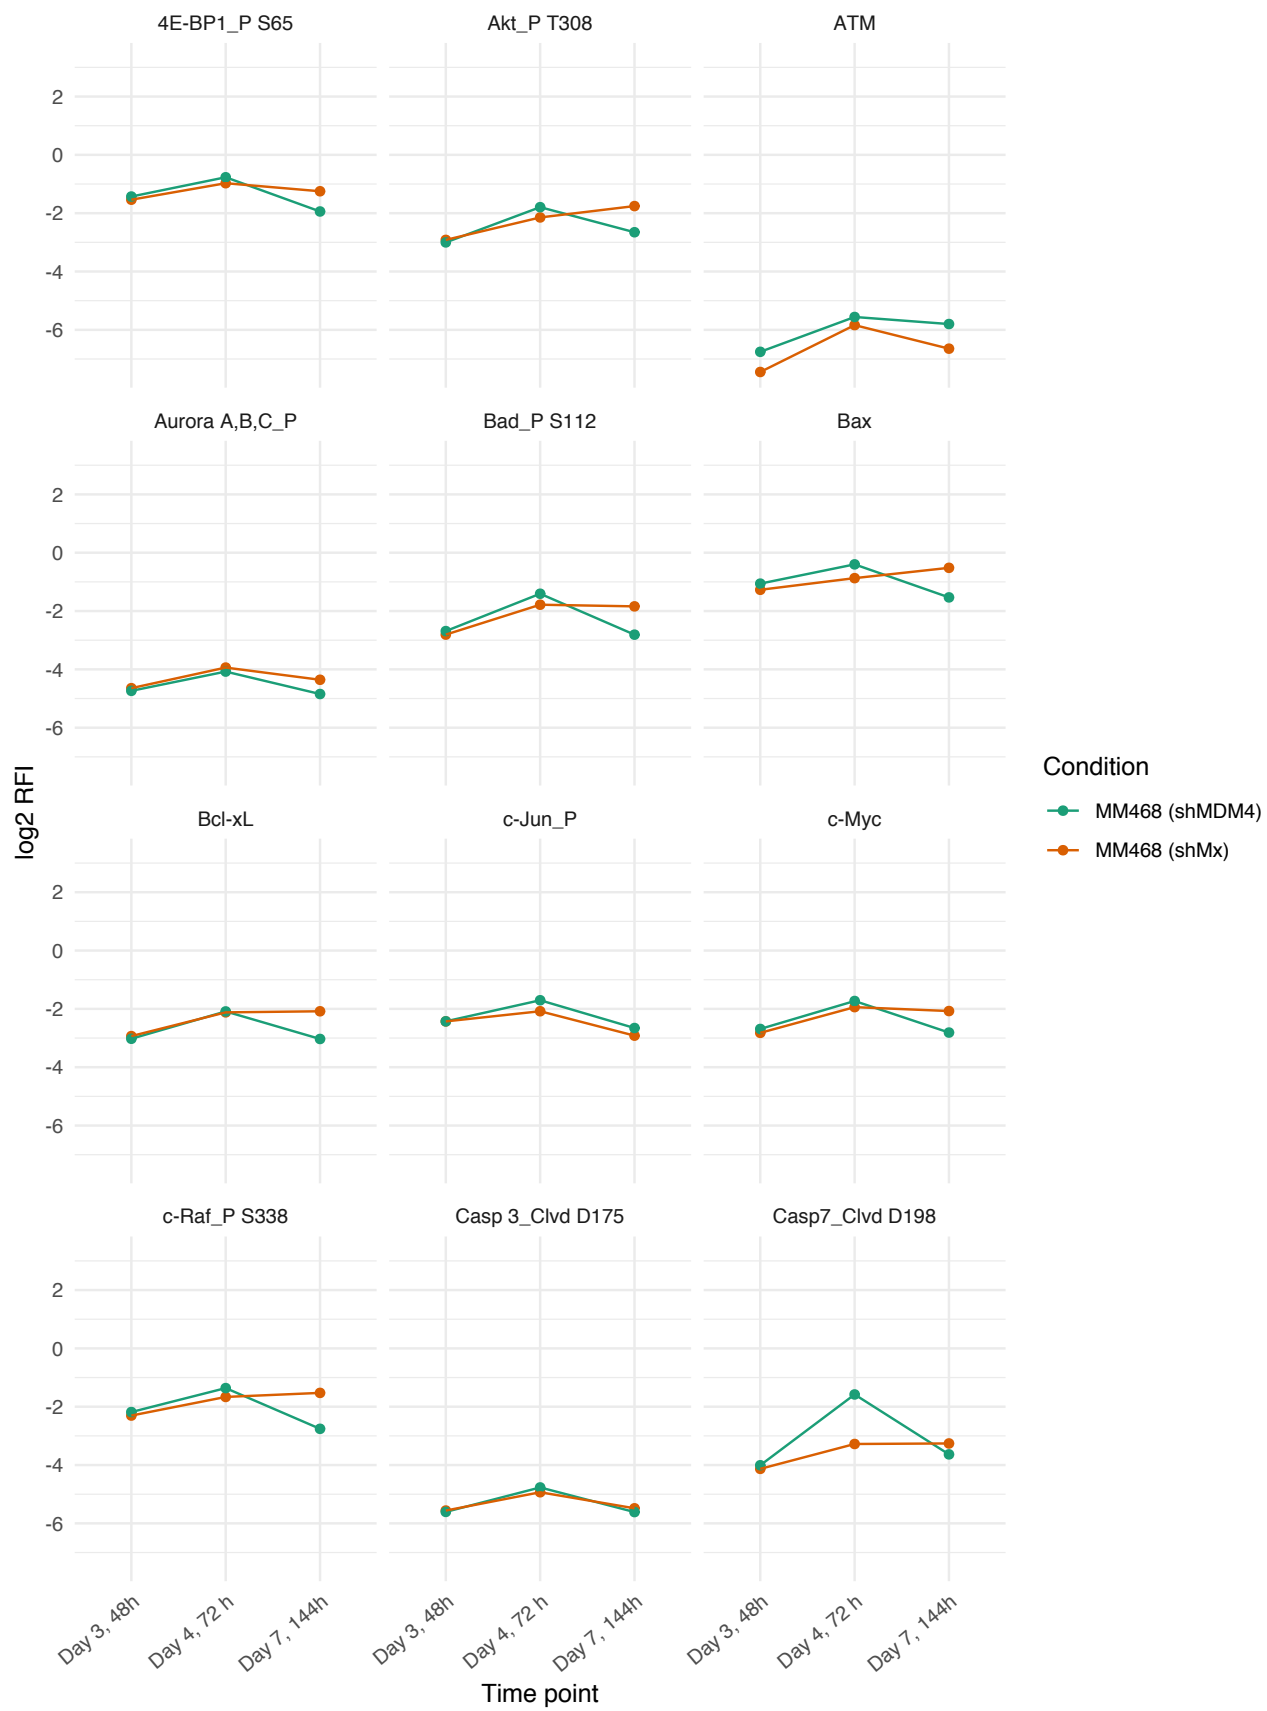 4E-BP1_P S65
Akt_P T308
ATM
2
0
-2
-4
-6
Aurora A,B,C_P
Bad_P S112
Bax
2
0
-2
-4
-6
Bcl-xL
c-Jun_P
c-Myc
2
0
-2
-4
-6
c-Raf_P S338
Casp 3_Clvd D175
Casp7_Clvd D198
2
0
-2
-4
-6
Day 3, 48h
Day 4, 72 h
Day 7, 144h
Day 3, 48h
Day 4, 72 h
Day 7, 144h
Day 3, 48h
Day 4, 72 h
Day 7, 144h
Time point
log2 RFI
Condition
MM468 (shMDM4)
MM468 (shMx)